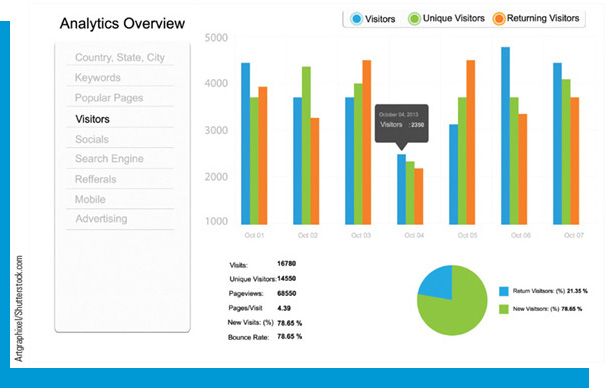 Analytics Overview
Visitors
Unique Visitors
Returning Visitors
Country, State, City
Keywords
Popular Pages
Visitors
Socials
Search Engine
Refferals
Mobile
Advertising
5000
4000
3000
2000
1000
October 04, 2013
Visitors : 2350
Oct 01
Oct 02
Oct 03
Oct 04
Oct 05
Oct 06
Oct 07
Visits: 16780
Unique Visitors: 14550
Pageviews: 68550
Pages/Visit 4.39
New Visits: (%) 78.65 %
Bounce Rate: 78.65 %
Return Visitsors: (%) 21.35 %
New Visitsors: (%) 78.65 %
Artgraphixel/Shutterstock.com